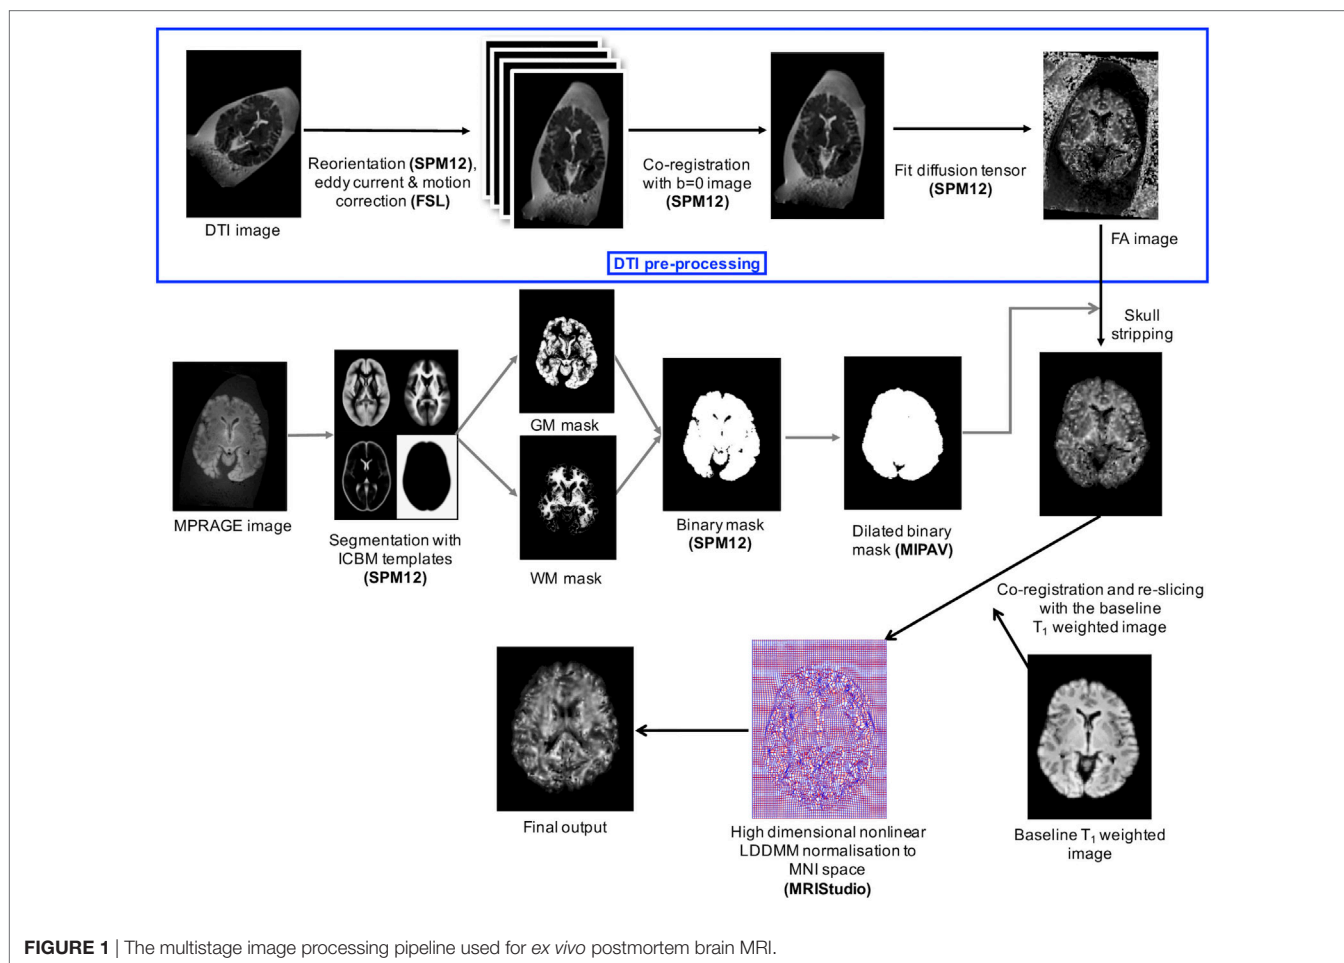 DTI image
Reorientation (SPM12),
eddy current & motion
correction (FSL)
Co-registration
with b=0 image
(SPM12)
Fit diffusion tensor
(SPM12)
FA image
DTI pre-processing
Skull
stripping
MPRAGE image
Segmentation with
ICBM templates
(SPM12)
GM mask
WM mask
Binary mask
(SPM12)
Dilated binary
mask (MIPAV)
Co-registration and re-slicing
with the baseline
T₁ weighted image
Baseline T₁ weighted
image
High dimensional nonlinear
LDDMM normalisation to
MNI space
(MRIStudio)
Final output
FIGURE 1 | The multistage image processing pipeline used for ex vivo postmortem brain MRI.